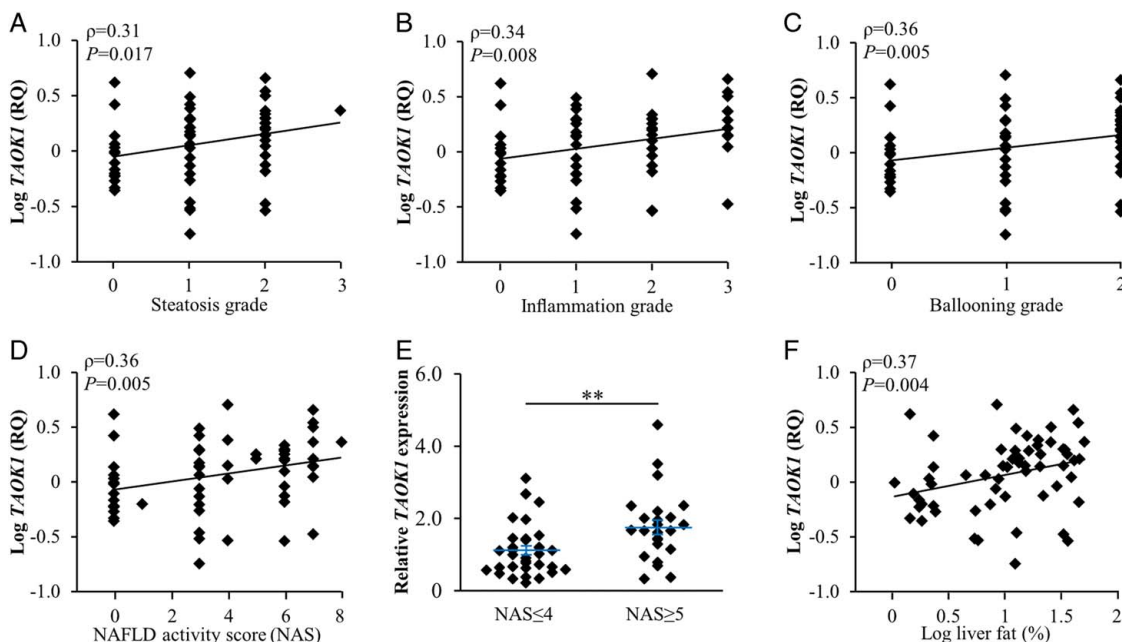 A
ρ=0.31
P=0.017
Log TAOK1 (RQ)
1.0
0.5
0
-0.5
-1.0
0 1 2 3
Steatosis grade
B
ρ=0.34
P=0.008
Log TAOK1 (RQ)
1.0
0.5
0
-0.5
-1.0
0 1 2 3
Inflammation grade
C
ρ=0.36
P=0.005
Log TAOK1 (RQ)
1.0
0.5
0
-0.5
-1.0
0 1 2
Ballooning grade
D
ρ=0.36
P=0.005
Log TAOK1 (RQ)
1.0
0.5
0
-0.5
-1.0
0 2 4 6 8
NAFLD activity score (NAS)
E
Relative TAOK1 expression
6.0
4.0
2.0
0
**
NAS≤4 NAS≥5
F
ρ=0.37
P=0.004
Log TAOK1 (RQ)
1.0
0.5
0
-0.5
-1.0
0 0.5 1 1.5 2
Log liver fat (%)